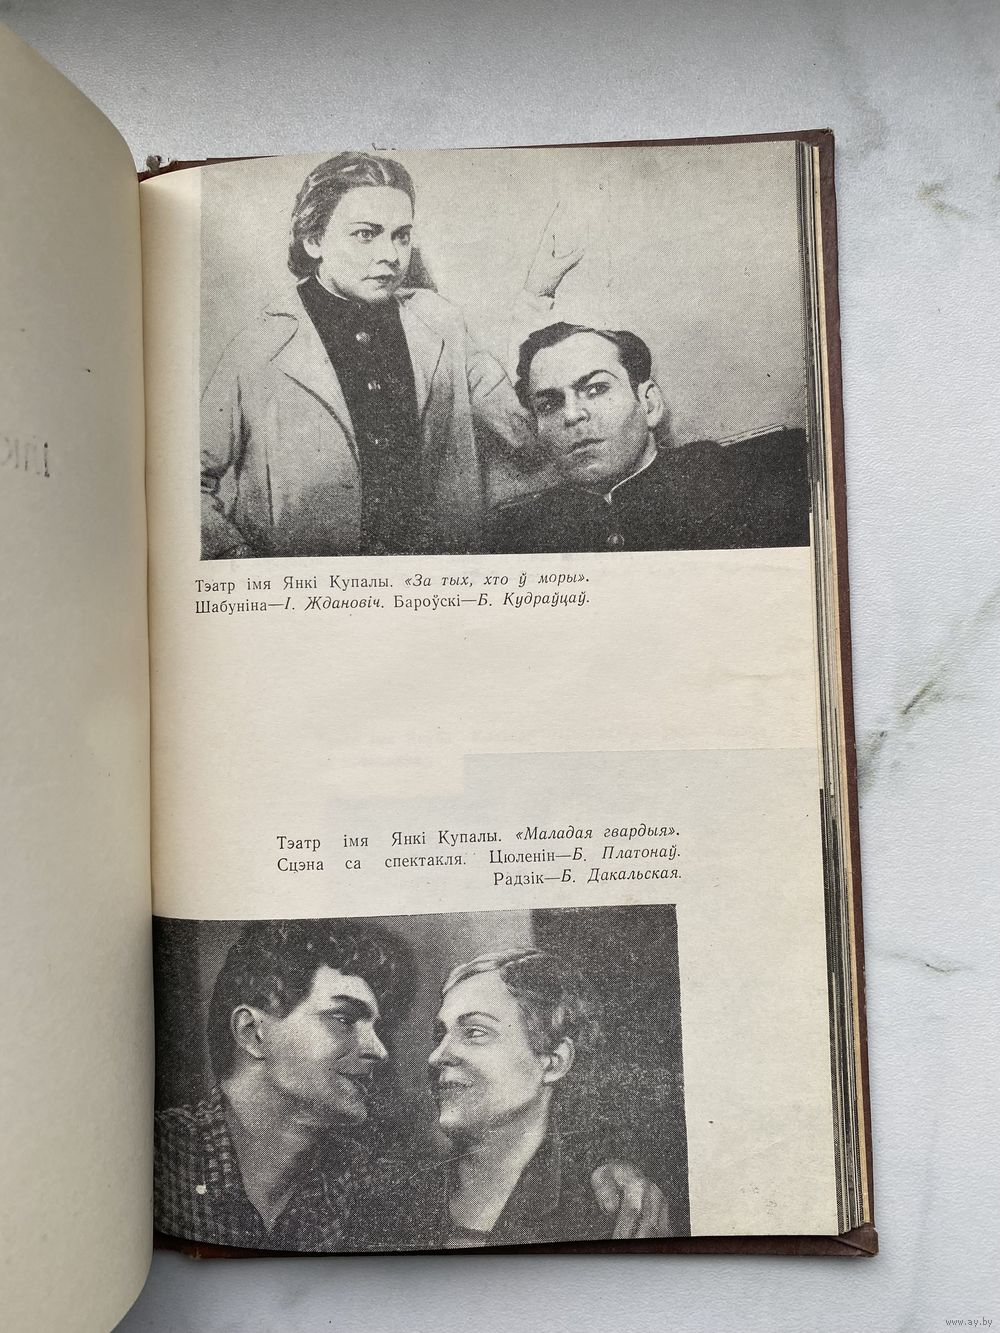 Тэатр імя Янкі Купалы. «За тых, хто ў моры».
Шабуніна—І. Ждановіч. Бароўскі—Б. Кудраўцаў.
Тэатр імя Янкі Купалы. «Маладая гвардыя».
Сцэна са спектакля. Цюленін—Б. Платонаў.
Радзік—Б. Дакальская.
www.ay.by